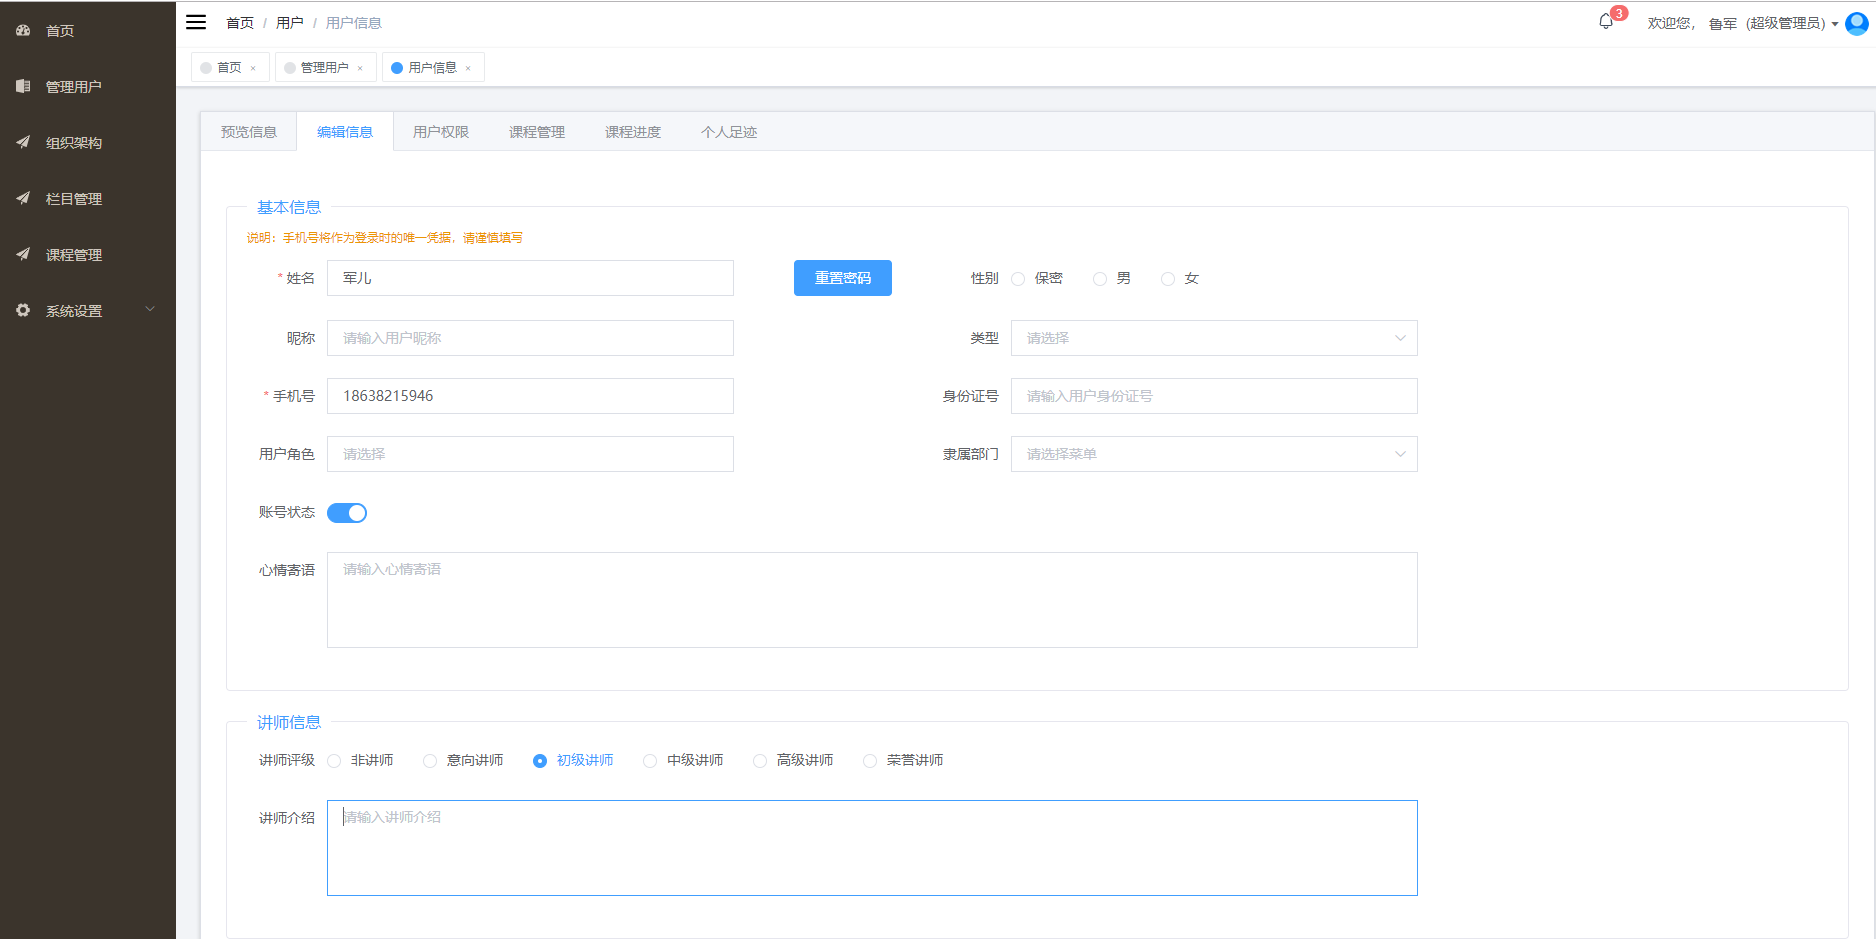 首页
管理用户
组织架构
栏目管理
课程管理
系统设置
首页 / 用户 / 用户信息
3
欢迎您, 鲁军 (超级管理员)
首页 × 管理用户 × 用户信息 ×
预览信息 编辑信息 用户权限 课程管理 课程进度 个人足迹
基本信息
说明：手机号将作为登录时的唯一凭据，请谨慎填写
* 姓名 军儿 重置密码 性别 保密 男 女
昵称 请输入用户昵称 类型 请选择
* 手机号 18638215946 身份证号 请输入用户身份证号
用户角色 请选择 隶属部门 请选择菜单
账号状态
心情寄语 请输入心情寄语
讲师信息
讲师评级 非讲师 意向讲师 初级讲师 中级讲师 高级讲师 荣誉讲师
讲师介绍 请输入讲师介绍